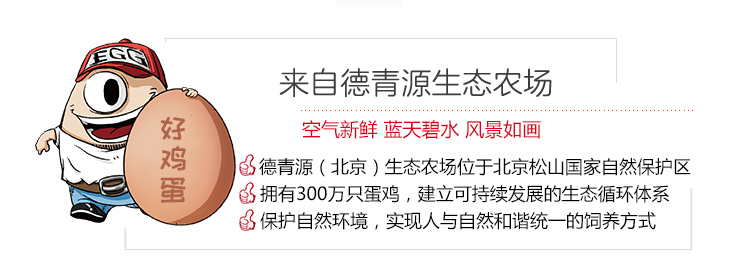 EGG
好鸡蛋
来自德青源生态农场
空气新鲜 蓝天碧水 风景如画
德青源（北京）生态农场位于北京松山国家自然保护区
拥有300万只蛋鸡，建立可持续发展的生态循环体系
保护自然环境，实现人与自然和谐统一的饲养方式